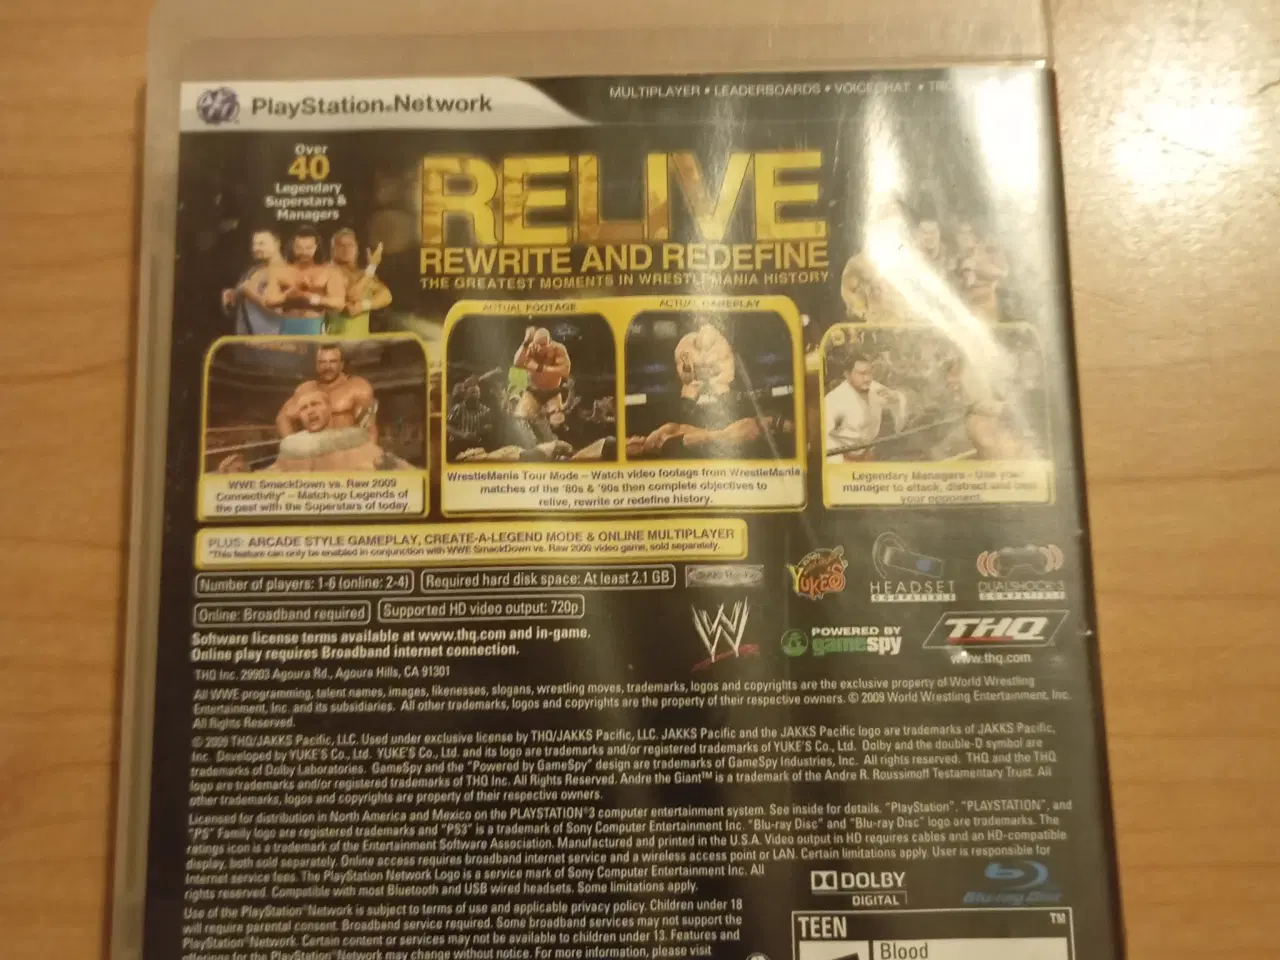 PlayStation®Network
MULTIPLAYER • LEADERBOARDS • VOICECHAT •
Over
40
Legendary
Superstars &
Managers
RELIVE,
REWRITE AND REDEFINE
THE GREATEST MOMENTS IN WRESTLEMANIA HISTORY
ACTUAL FOOTAGE
ACTUAL GAMEPLAY
WWE SmackDown vs. Raw 2009
Connectivity* – Match-up Legends of
the past with the Superstars of today.
WrestleMania Tour Mode – Watch video footage from WrestleMania
matches of the '80s & '90s then complete objectives to
relive, rewrite or redefine history.
Legendary Managers – Use your
manager to attack, distract and
your opponent.
PLUS: ARCADE STYLE GAMEPLAY, CREATE-A-LEGEND MODE & ONLINE MULTIPLAYER
*This feature can only be enabled in conjunction with WWE SmackDown vs. Raw 2009 video game, sold separately.
Number of players: 1-6 (online: 2-4)
Required hard disk space: At least 2.1 GB
Online: Broadband required
Supported HD video output: 720p
YUKE'S
HEADSET
COMPATIBLE
DUALSHOCK®3
COMPATIBLE
Software license terms available at www.thq.com and in-game.
Online play requires Broadband internet connection.
W
POWERED BY
gamespy
THQ
www.thq.com
THQ Inc. 29903 Agoura Rd., Agoura Hills, CA 91301
All WWE programming, talent names, images, likenesses, slogans, wrestling moves, trademarks, logos and copyrights are the exclusive property of World Wrestling
Entertainment, Inc. and its subsidiaries. All other trademarks, logos and copyrights are the property of their respective owners. © 2009 World Wrestling Entertainment, Inc.
All Rights Reserved.
© 2009 THQ/JAKKS Pacific, LLC. Used under exclusive license by THQ/JAKKS Pacific, LLC. JAKKS Pacific and the JAKKS Pacific logo are trademarks of JAKKS Pacific,
Inc. Developed by YUKE'S Co., Ltd. YUKE'S Co., Ltd. and its logo are trademarks and/or registered trademarks of YUKE'S Co., Ltd. Dolby and the double-D symbol are
trademarks of Dolby Laboratories. GameSpy and the "Powered by GameSpy" design are trademarks of GameSpy Industries, Inc. All rights reserved. THQ and the THQ
logo are trademarks and/or registered trademarks of THQ Inc. All Rights Reserved. Andre the Giant™ is a trademark of the Andre R. Roussimoff Testamentary Trust. All
other trademarks, logos and copyrights are property of their respective owners.
Licensed for distribution in North America and Mexico on the PLAYSTATION®3 computer entertainment system. See inside for details. "PlayStation", "PLAYSTATION", and
"PS" Family logo are registered trademarks and "PS3" is a trademark of Sony Computer Entertainment Inc. "Blu-ray Disc" and "Blu-ray Disc" logo are trademarks. The
ratings icon is a trademark of the Entertainment Software Association. Manufactured and printed in the U.S.A. Video output in HD requires cables and an HD-compatible
display, both sold separately. Online access requires broadband internet service and a wireless access point or LAN. Certain limitations apply. User is responsible for
Internet service fees. The PlayStation Network Logo is a service mark of Sony Computer Entertainment Inc. All
rights reserved. Compatible with most Bluetooth and USB wired headsets. Some limitations apply.
Use of the PlayStation®Network is subject to terms of use and applicable privacy policy. Children under 18
will require parental consent. Broadband service required. Some broadband services may not support the
PlayStation®Network. Certain content or services may not be available to children under 13. Features and
offerings for the PlayStation®Network may change without notice. For more information, please visit
DOLBY
DIGITAL
Blu-ray Disc
TEEN
TM
Blood